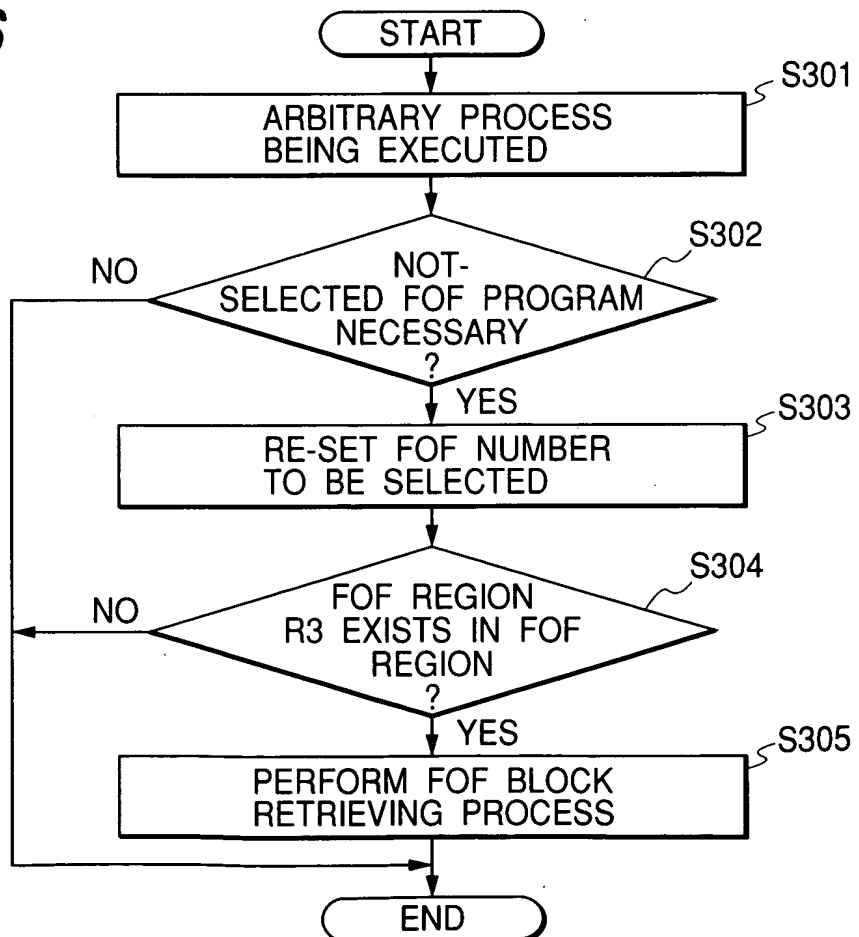 START
S301
ARBITRARY PROCESS
BEING EXECUTED
S302
NO
NOT-
SELECTED FOF PROGRAM
NECESSARY
?
YES
S303
RE-SET FOF NUMBER
TO BE SELECTED
S304
NO
FOF REGION
R3 EXISTS IN FOF
REGION
?
YES
S305
PERFORM FOF BLOCK
RETRIEVING PROCESS
END